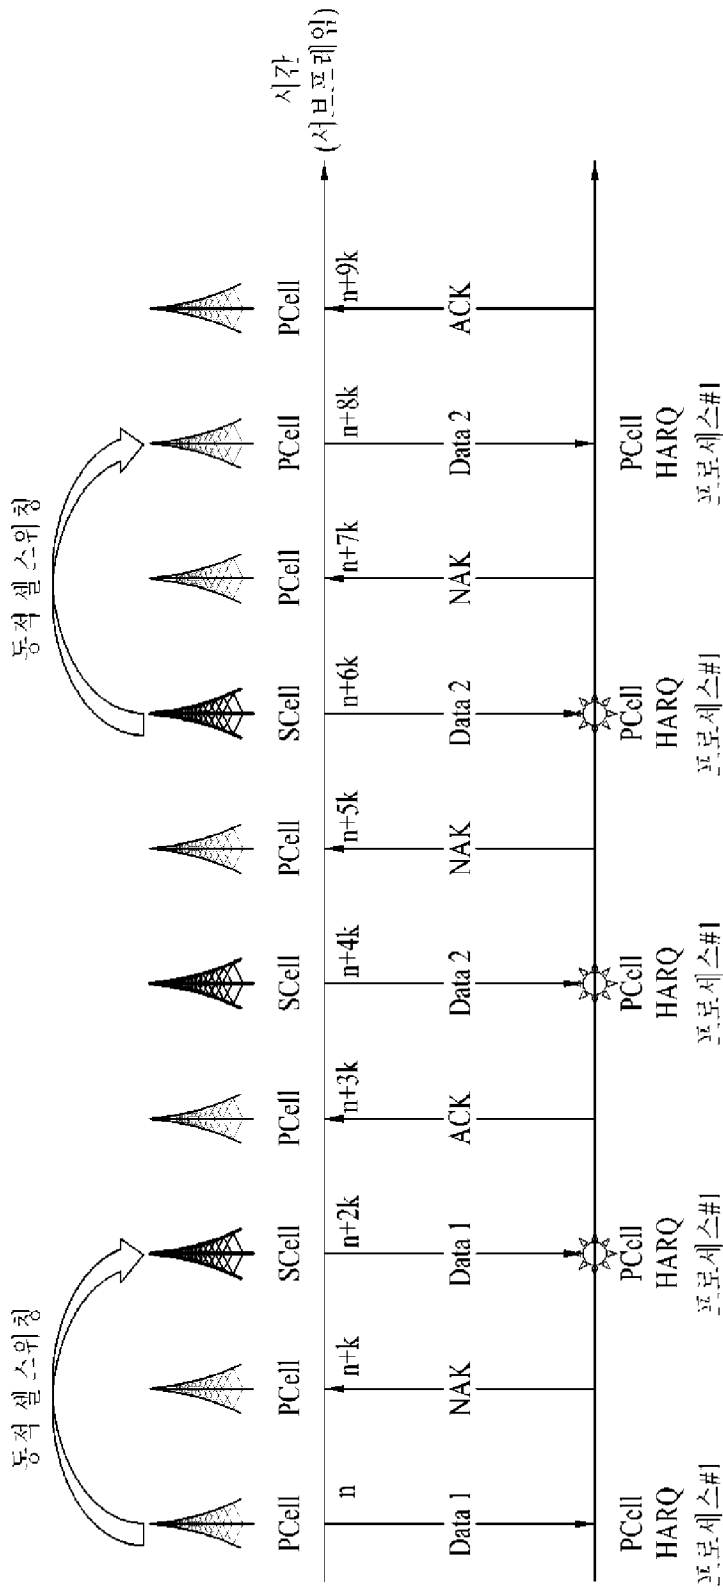 동적 셀 스위칭 동적 셀 스위칭
PCell PCell SCell PCell SCell PCell SCell PCell PCell PCell
시간
(서브프레임)
n n+k n+2k n+3k n+4k n+5k n+6k n+7k n+8k n+9k
Data 1 NAK Data 1 ACK Data 2 NAK Data 2 NAK Data 2 ACK
PCell PCell PCell PCell PCell
HARQ HARQ HARQ HARQ HARQ
프로세스#1 프로세스#1 프로세스#1 프로세스#1 프로세스#1